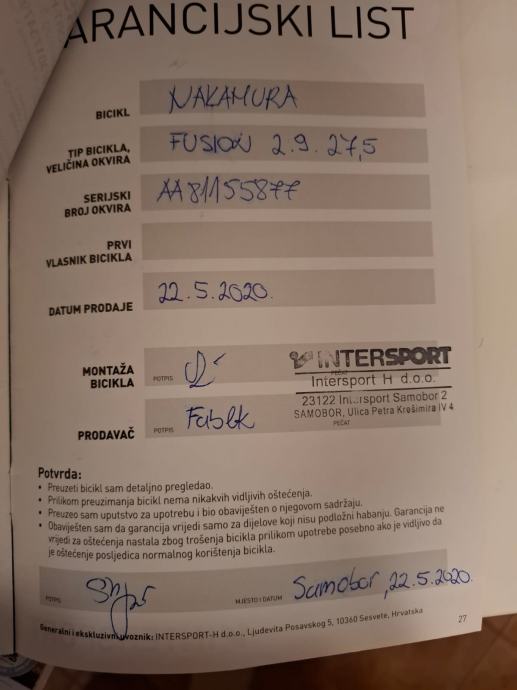 ARANCIJSKI LIST
BICIKL NAKAMURA
TIP BICIKLA,
VELIČINA OKVIRA FUSION 2.9. 27,5
SERIJSKI
BROJ OKVIRA AA81155877
PRVI
VLASNIK BICIKLA
DATUM PRODAJE 22.5.2020.
MONTAŽA
BICIKLA POTPIS
INTERSPORT
PEČAT
Intersport H d.o.o.
23122 Intersport Samobor 2
SAMOBOR, Ulica Petra Krešimira IV 4
PRODAVAČ POTPIS PEČAT
Potvrda:
• Preuzeti bicikl sam detaljno pregledao.
• Prilikom preuzimanja bicikl nema nikakvih vidljivih oštećenja.
• Preuzeo sam uputstvo za upotrebu i bio obaviješten o njegovom sadržaju.
• Obaviješten sam da garancija vrijedi samo za dijelove koji nisu podložni habanju. Garancija ne
vrijedi za oštećenja nastala zbog trošenja bicikla prilikom upotrebe posebno ako je vidljivo da
je oštećenje posljedica normalnog korištenja bicikla.
POTPIS MJESTO I DATUM Samobor, 22.5.2020.
Generalni i ekskluzivni uvoznik: INTERSPORT-H d.o.o., Ljudevita Posavskog 5, 10360 Sesvete, Hrvatska
27